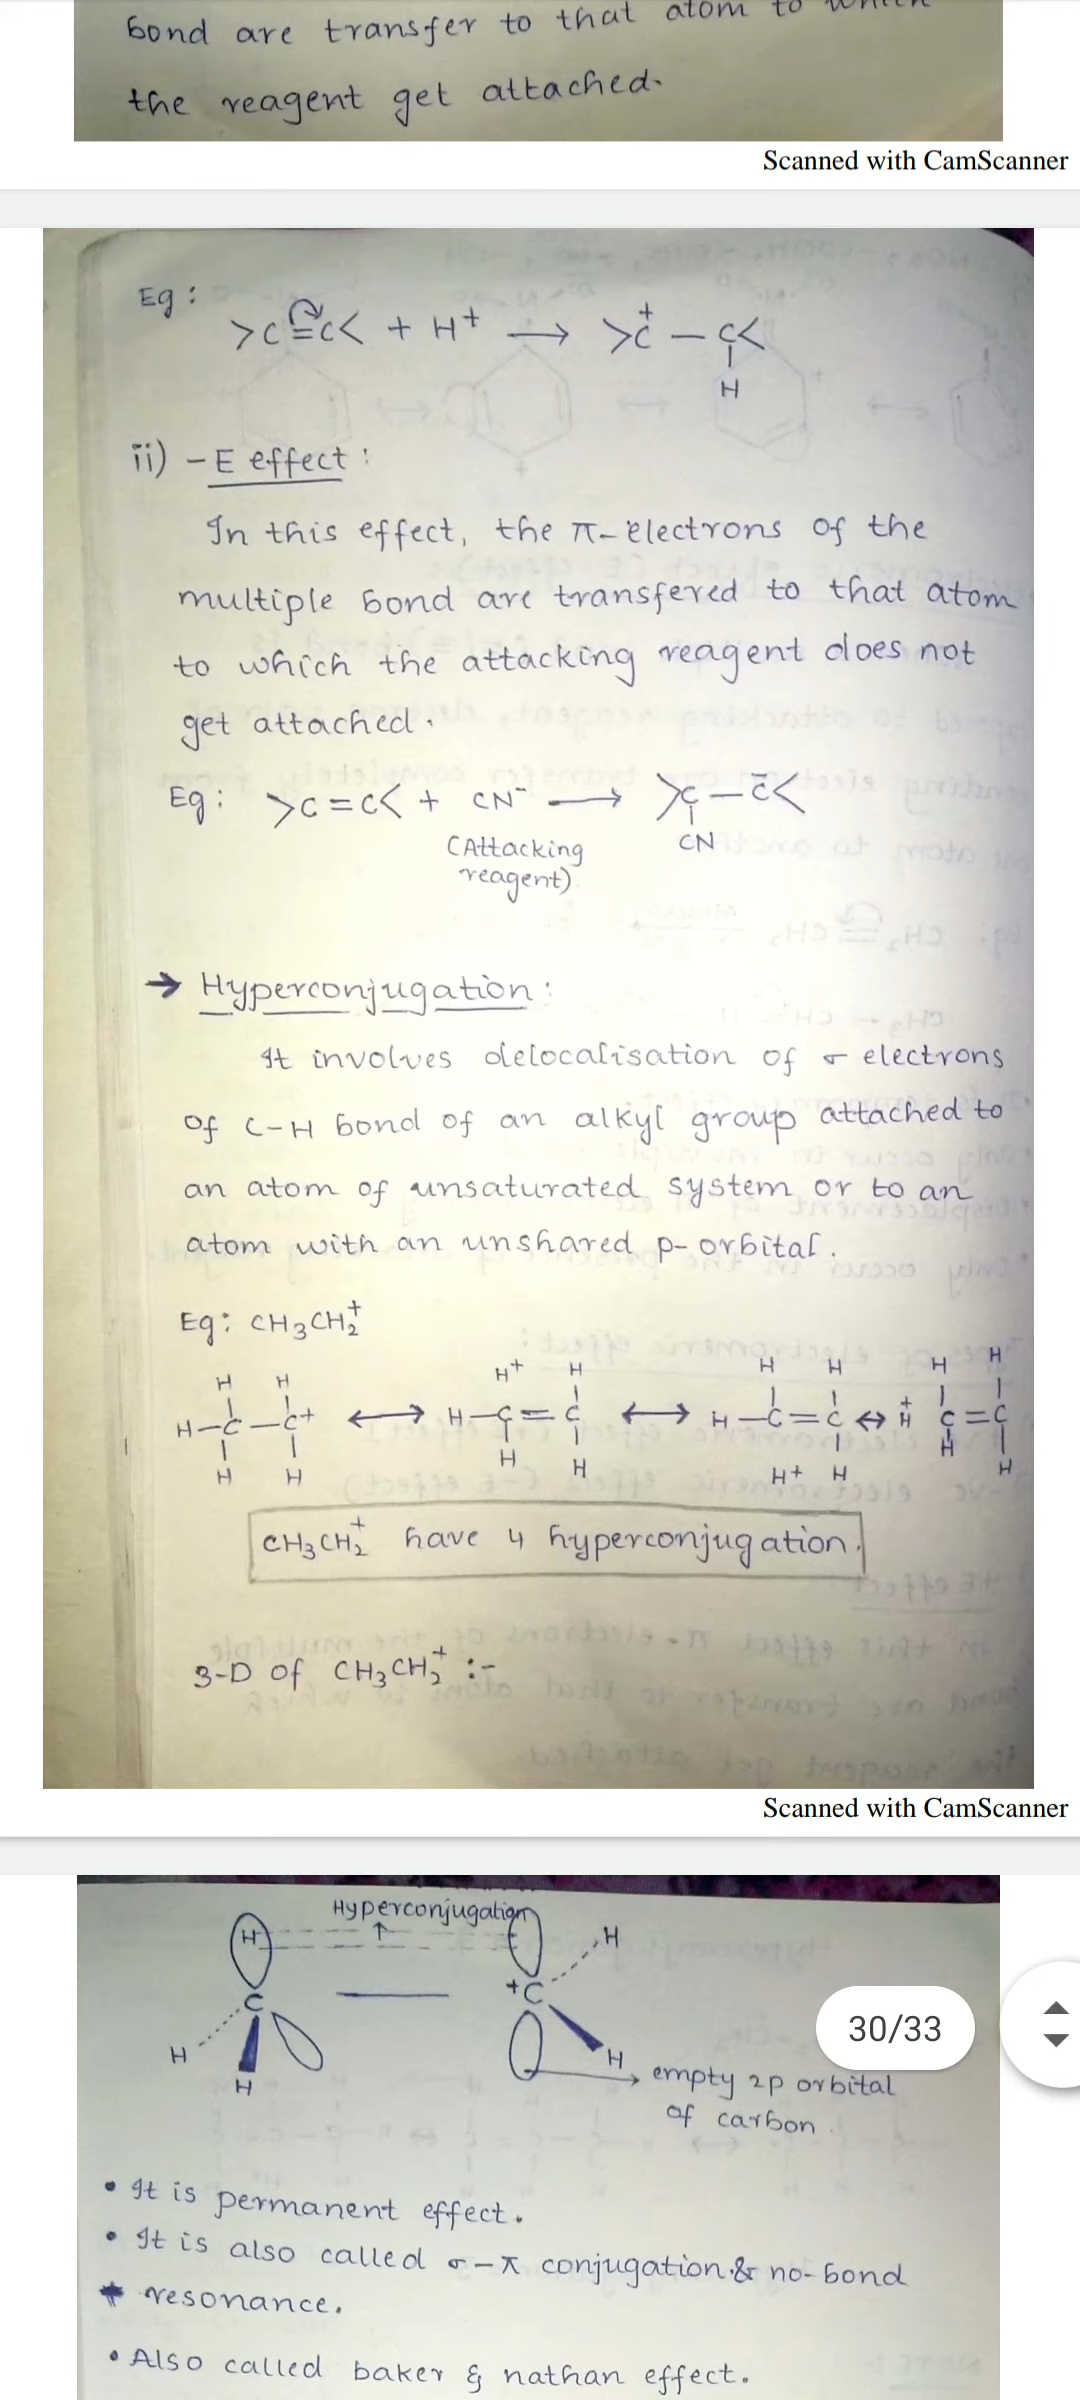 bond are transfer to that atom to which
the reagent get attached.
Scanned with CamScanner
Eg :
>C=C< + H+ → >C+ – C<
H
ii) – E effect :
In this effect, the π-electrons of the
multiple bond are transfered to that atom
to which the attacking reagent does not
get attached.
Eg : >C=C< + CN⁻ → >C – C̄<
(Attacking CN
reagent).
→ Hyperconjugation :
It involves delocalisation of σ electrons
of C-H bond of an alkyl group attached to
an atom of unsaturated system or to an
atom with an unshared p-orbital.
Eg : CH₃CH₂⁺
H H H+ H H H H H
H–C–C+ ↔ H–C=C ↔ H–C=C ↔ H+ C=C
H H H H H+ H H H
CH₃CH₂⁺ have 4 hyperconjugation.
3-D of CH₃CH₂⁺ :-
Scanned with CamScanner
Hyperconjugation
H H
C +C
30/33
H H
H
empty 2p orbital
of carbon.
• It is permanent effect.
• It is also called σ-π conjugation & no-bond
resonance.
• Also called baker & nathan effect.